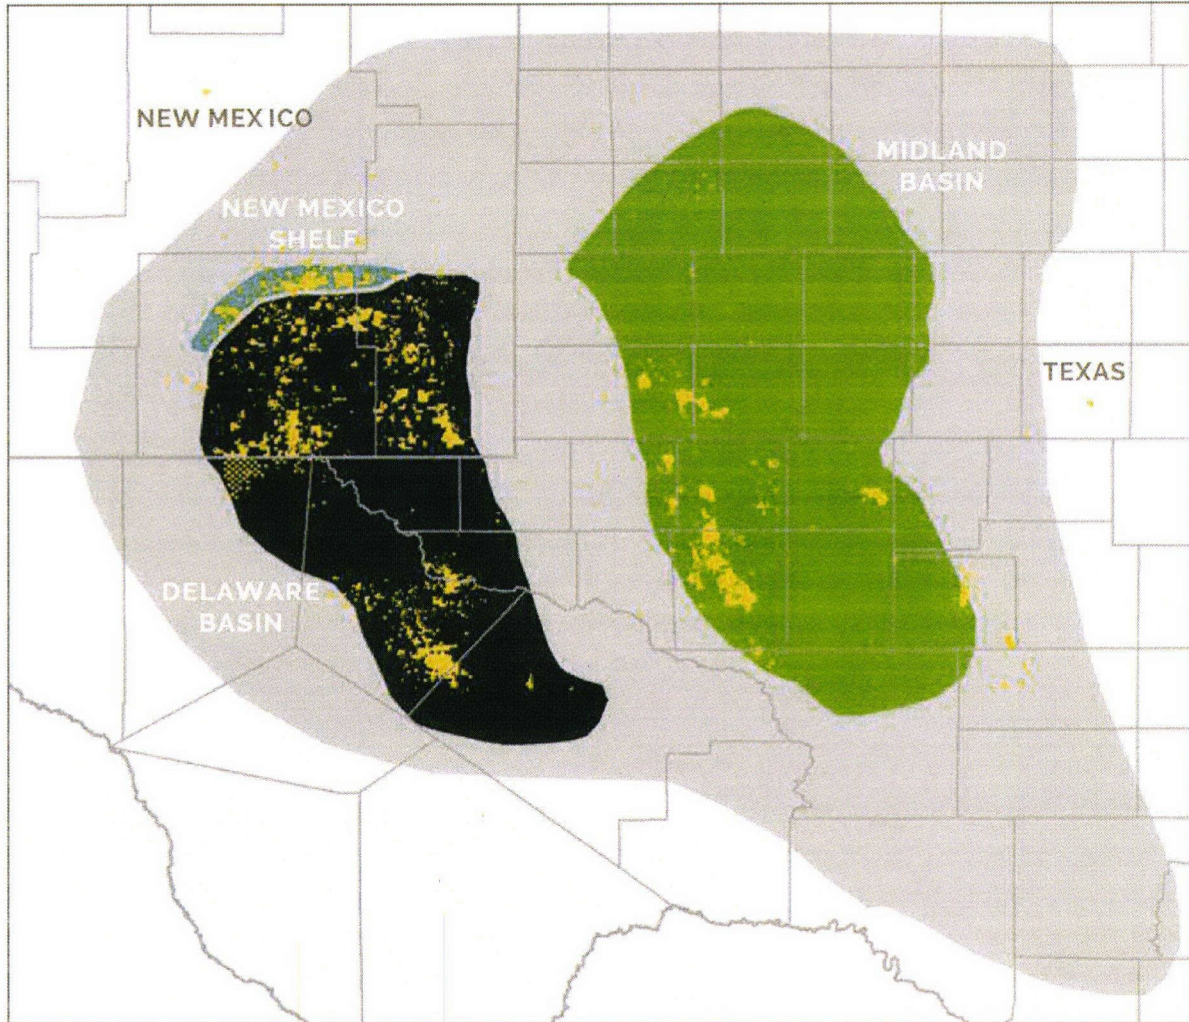 NEW MEXICO
MIDLAND
BASIN
NEW MEXICO
SHELF
TEXAS
DELAWARE
BASIN